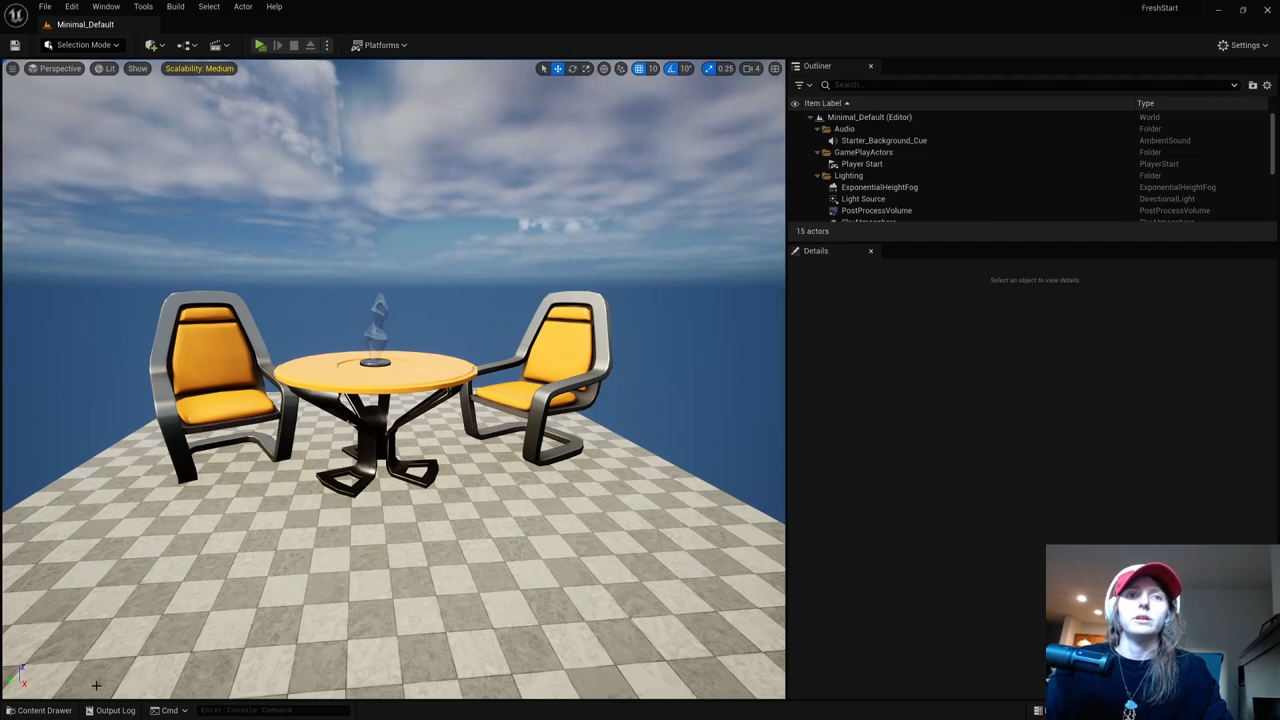 File Edit Window Tools Build Select Actor Help
FreshStart
Minimal_Default
Selection Mode
Platforms
Settings
Perspective Lit Show Scalability: Medium
10 10° 0.25 4
Outliner
Search...
Item Label Type
Minimal_Default (Editor) World
Audio Folder
Starter_Background_Cue AmbientSound
GamePlayActors Folder
Player Start PlayerStart
Lighting Folder
ExponentialHeightFog ExponentialHeightFog
Light Source DirectionalLight
PostProcessVolume PostProcessVolume
15 actors
Details
Select an object to view details.
Z
X
Content Drawer Output Log Cmd Enter Console Command